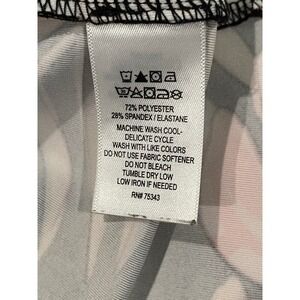 72% POLYESTER
28% SPANDEX / ELASTANE
MACHINE WASH COOL-
DELICATE CYCLE
WASH WITH LIKE COLORS
DO NOT USE FABRIC SOFTENER
DO NOT BLEACH
TUMBLE DRY LOW
LOW IRON IF NEEDED
RN# 75343